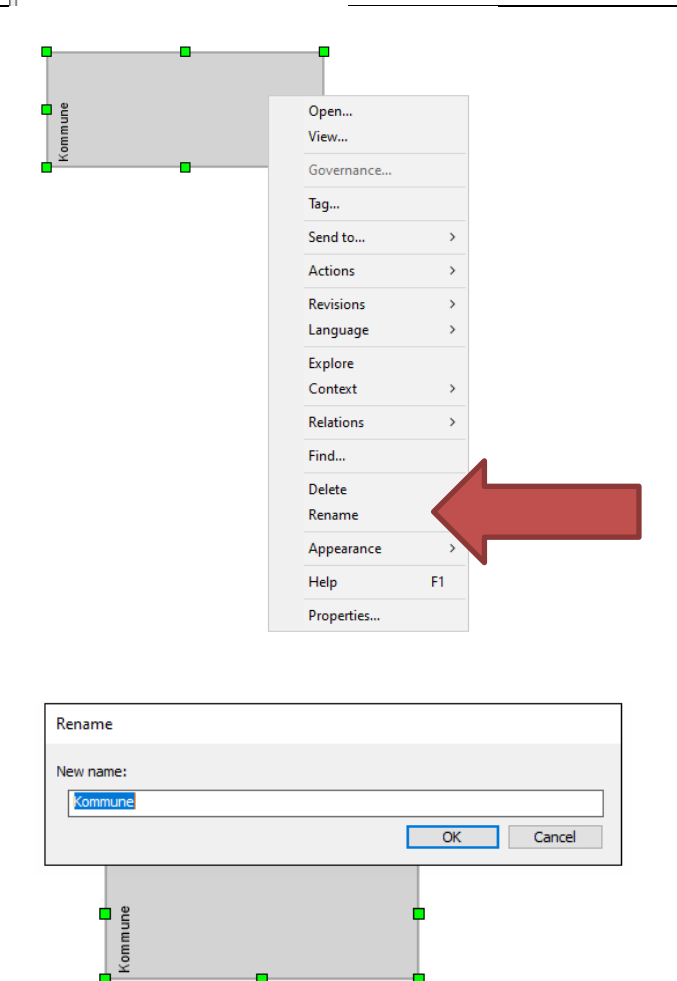 Kommune
Open...
View...
Governance...
Tag...
Send to...
Actions
Revisions
Language
Explore
Context
Relations
Find...
Delete
Rename
Appearance
Help F1
Properties...
Rename
New name:
Kommune
OK Cancel
Kommune